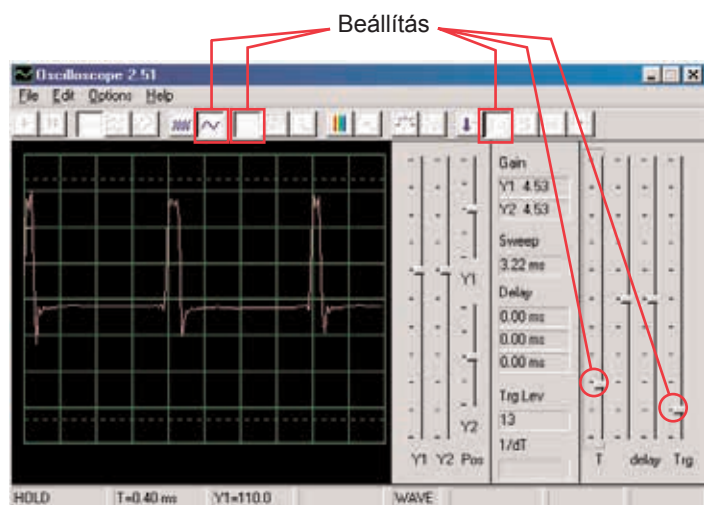 Beállítás
Oscilloscope 2.51
File Edit Options Help
Gain
Y1 4.53
Y2 4.53
Sweep
3.22 ms
Delay
0.00 ms
0.00 ms
0.00 ms
Trg Lev
13
1/dT
Y1
Y2
Y1 Y2 Pos
T delay Trg
HOLD T=0.40 ms Y1=110.0 WAVE